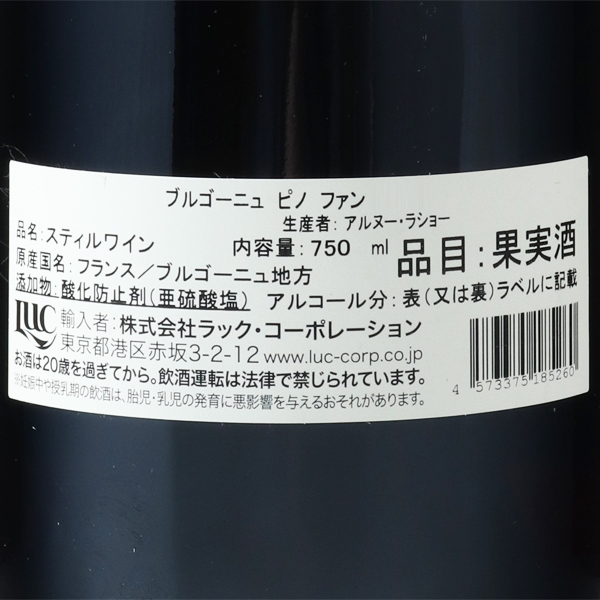 ブルゴーニュ ピノ ファン
生産者：アルヌー・ラショー
品名：スティルワイン 内容量：750 ml 品目：果実酒
原産国名：フランス／ブルゴーニュ地方
添加物：酸化防止剤（亜硫酸塩） アルコール分：表（又は裏）ラベルに記載
LUC 輸入者：株式会社ラック・コーポレーション
東京都港区赤坂3-2-12 www.luc-corp.co.jp
お酒は20歳を過ぎてから。飲酒運転は法律で禁じられています。
※妊娠中や授乳期の飲酒は、胎児・乳児の発育に悪影響を与えるおそれがあります。
4 573375 185260